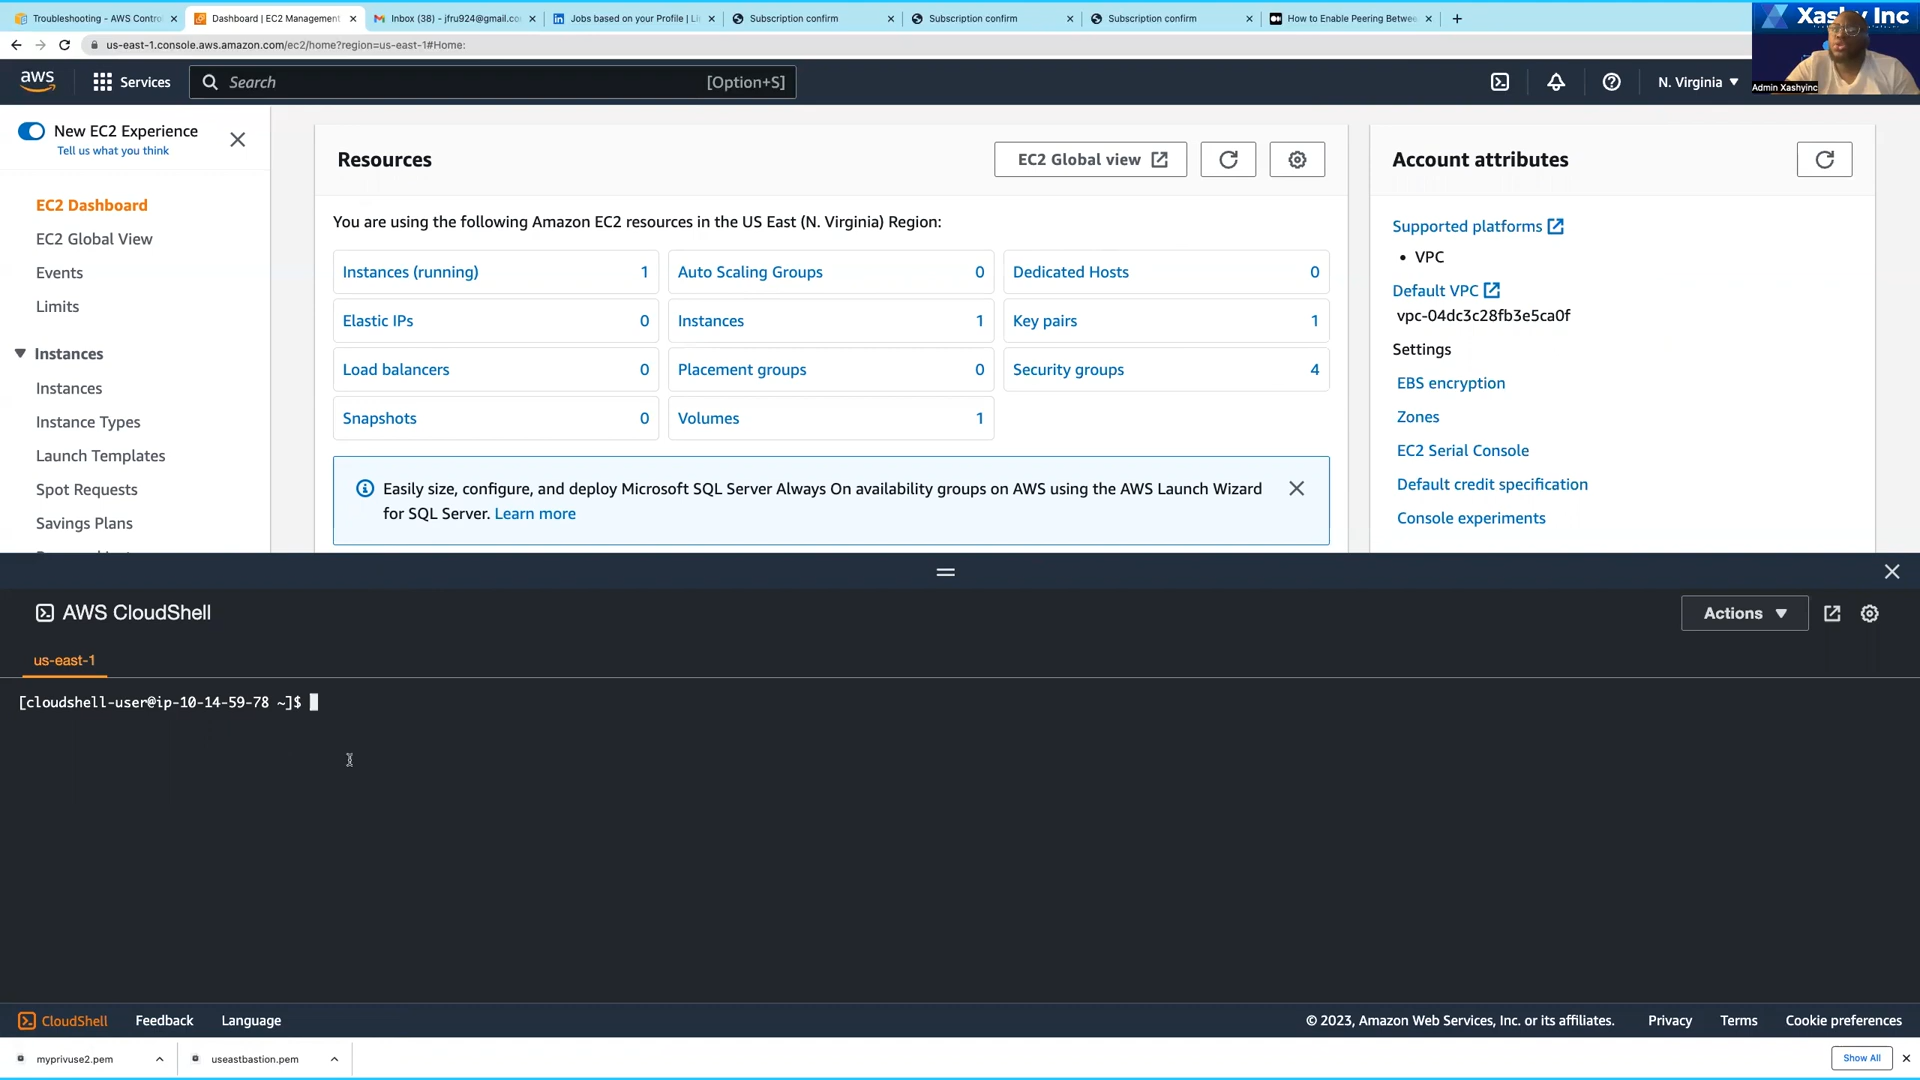 Troubleshooting - AWS Contro
Dashboard | EC2 Management
Inbox (38) - jfru924@gmail.co
Jobs based on your Profile | Li
Subscription confirm
Subscription confirm
Subscription confirm
How to Enable Peering Betwee
us-east-1.console.aws.amazon.com/ec2/home?region=us-east-1#Home:
Xashy Inc
Admin Xashyinc
aws
Services
Search
[Option+S]
N. Virginia
New EC2 Experience
Tell us what you think
EC2 Dashboard
EC2 Global View
Events
Limits
Instances
Instances
Instance Types
Launch Templates
Spot Requests
Savings Plans
Resources
EC2 Global view
You are using the following Amazon EC2 resources in the US East (N. Virginia) Region:
Instances (running) 1
Auto Scaling Groups 0
Dedicated Hosts 0
Elastic IPs 0
Instances 1
Key pairs 1
Load balancers 0
Placement groups 0
Security groups 4
Snapshots 0
Volumes 1
Easily size, configure, and deploy Microsoft SQL Server Always On availability groups on AWS using the AWS Launch Wizard
for SQL Server. Learn more
Account attributes
Supported platforms
• VPC
Default VPC
vpc-04dc3c28fb3e5ca0f
Settings
EBS encryption
Zones
EC2 Serial Console
Default credit specification
Console experiments
AWS CloudShell
Actions
us-east-1
[cloudshell-user@ip-10-14-59-78 ~]$
CloudShell
Feedback
Language
© 2023, Amazon Web Services, Inc. or its affiliates.
Privacy
Terms
Cookie preferences
myprivuse2.pem
useastbastion.pem
Show All